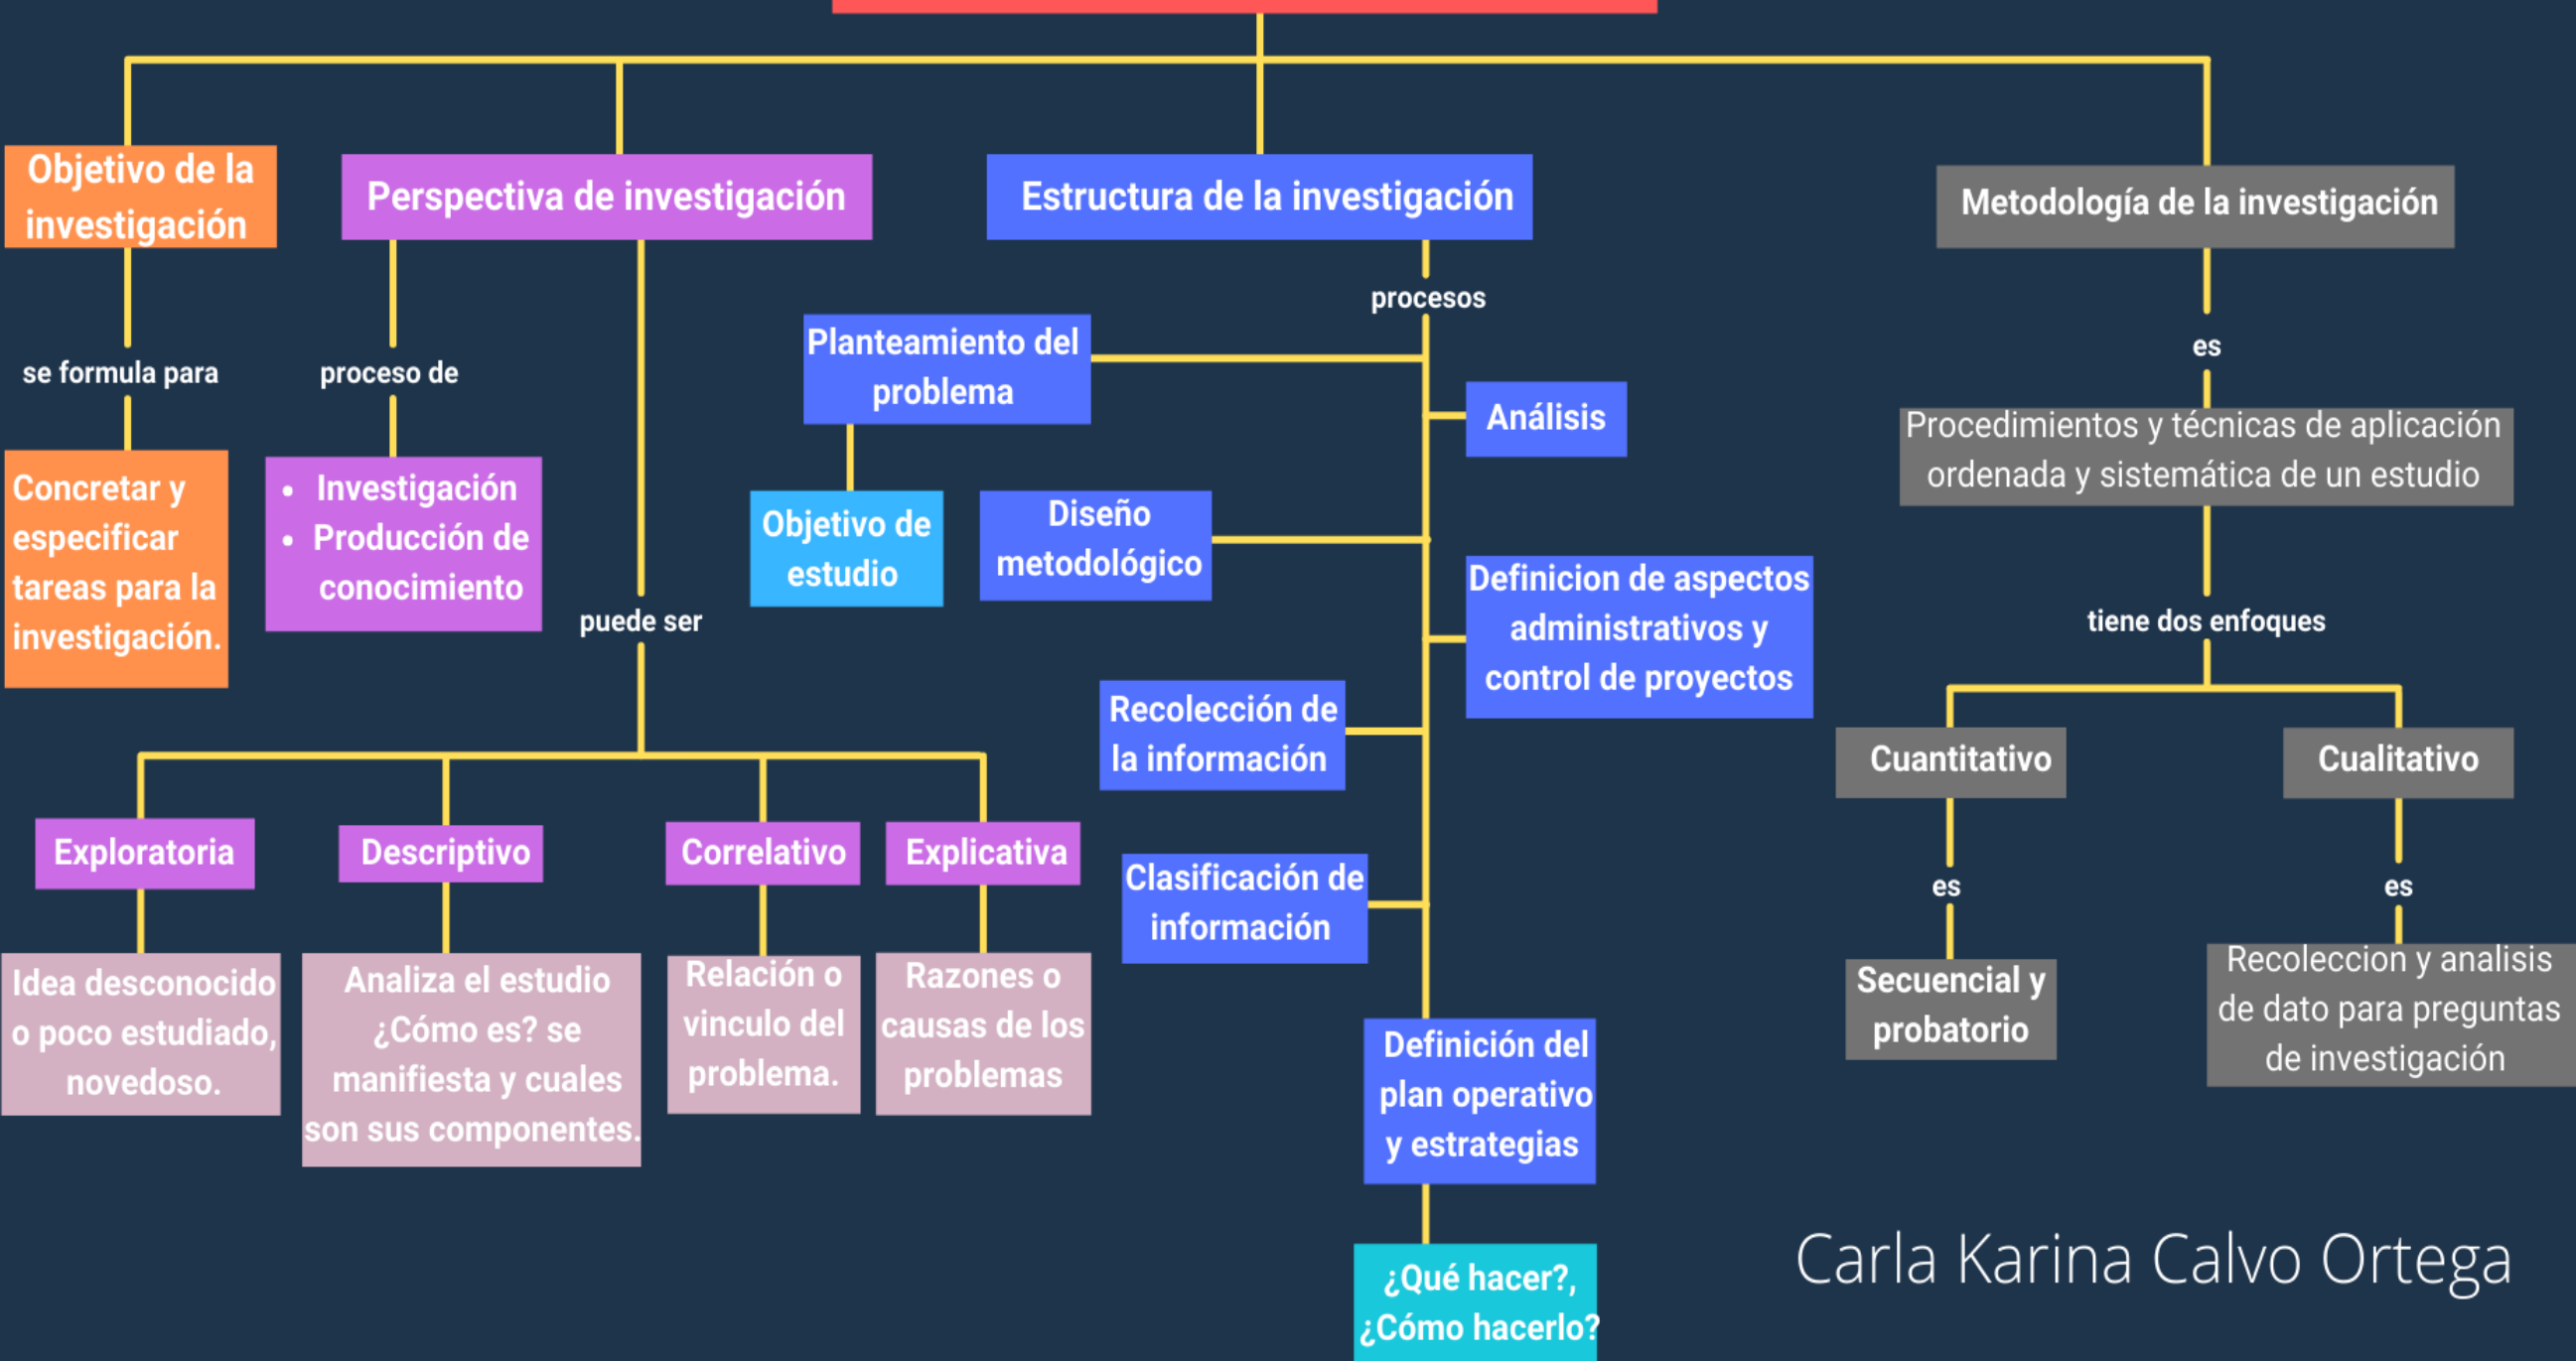 Objetivo de la
investigación
Perspectiva de investigación
Estructura de la investigación
Metodología de la investigación
se formula para
proceso de
puede ser
procesos
es
tiene dos enfoques
Concretar y
especificar
tareas para la
investigación.
• Investigación
• Producción de
conocimiento
Exploratoria
Descriptivo
Correlativo
Explicativa
Idea desconocido
o poco estudiado,
novedoso.
Analiza el estudio
¿Cómo es? se
manifiesta y cuales
son sus componentes.
Relación o
vinculo del
problema.
Razones o
causas de los
problemas
Planteamiento del
problema
Objetivo de
estudio
Análisis
Diseño
metodológico
Definicion de aspectos
administrativos y
control de proyectos
Recolección de
la información
Clasificación de
información
Definición del
plan operativo
y estrategias
¿Qué hacer?,
¿Cómo hacerlo?
Procedimientos y técnicas de aplicación
ordenada y sistemática de un estudio
Cuantitativo
Cualitativo
es
es
Secuencial y
probatorio
Recoleccion y analisis
de dato para preguntas
de investigación
Carla Karina Calvo Ortega